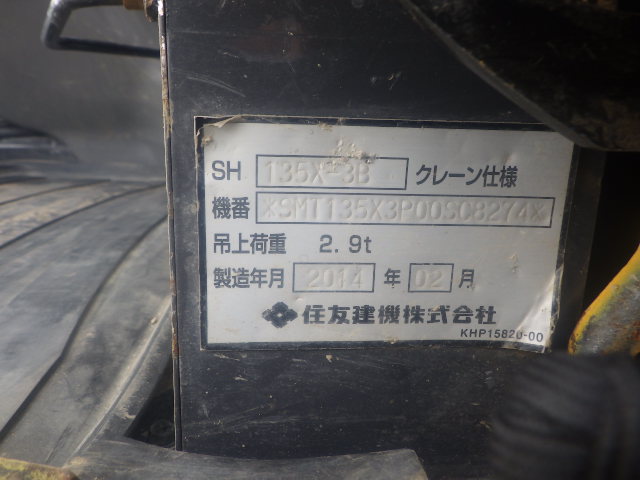 SH 135X-3B クレーン仕様
機番 *SMT135X3P00SC8274*
吊上荷重 2.9t
製造年月 2014 年 02 月
住友建機株式会社
KHP15820-00